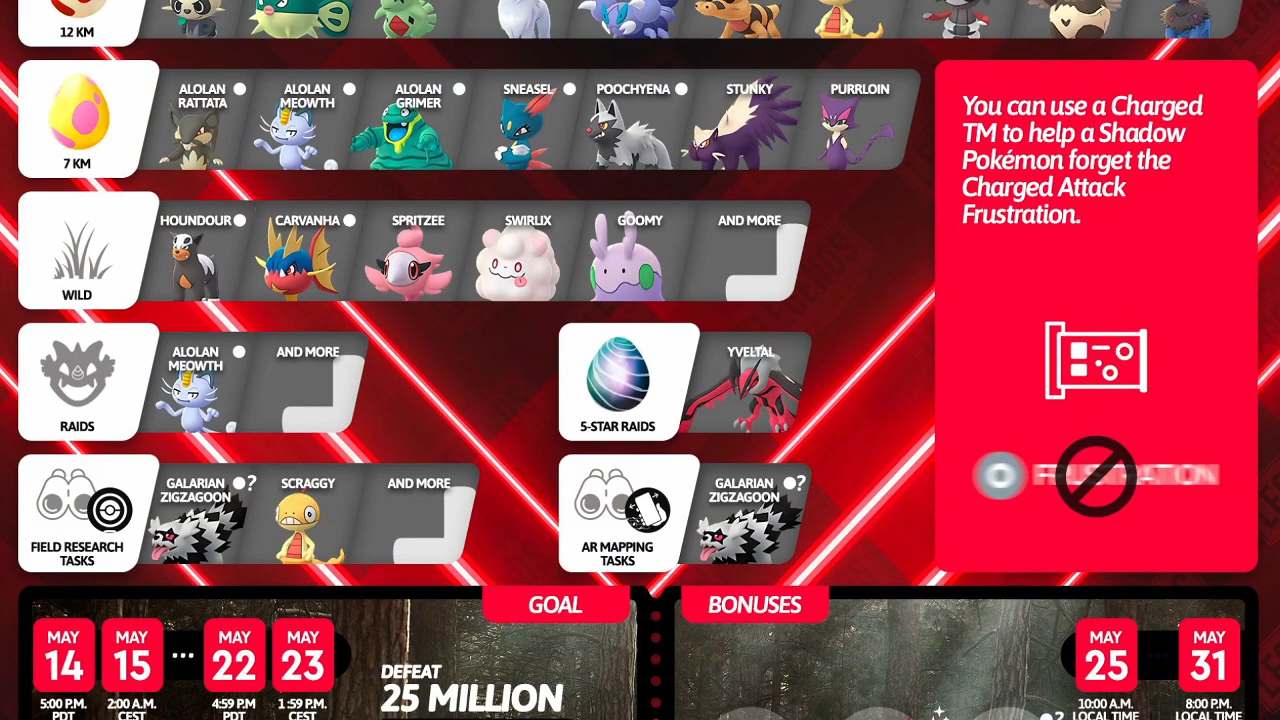 12 KM
7 KM
ALOLAN
RATTATA
ALOLAN
MEOWTH
ALOLAN
GRIMER
SNEASEL
POOCHYENA
STUNKY
PURRLOIN
You can use a Charged
TM to help a Shadow
Pokémon forget the
Charged Attack
Frustration.
FRUSTRATION
WILD
HOUNDOUR
CARVANHA
SPRITZEE
SWIRLIX
GOOMY
AND MORE
RAIDS
ALOLAN
MEOWTH
AND MORE
5-STAR RAIDS
YVELTAL
FIELD RESEARCH
TASKS
GALARIAN
ZIGZAGOON
?
SCRAGGY
AND MORE
AR MAPPING
TASKS
GALARIAN
ZIGZAGOON
?
GOAL
MAY
14
5:00 P.M.
PDT
MAY
15
2:00 A.M.
CEST
...
MAY
22
4:59 PM
PDT
MAY
23
1 :59 P.M.
CEST
DEFEAT
25 MILLION
BONUSES
MAY
25
10:00 A.M.
LOCAL TIME
...
MAY
31
8:00 P.M.
LOCAL TIME
?